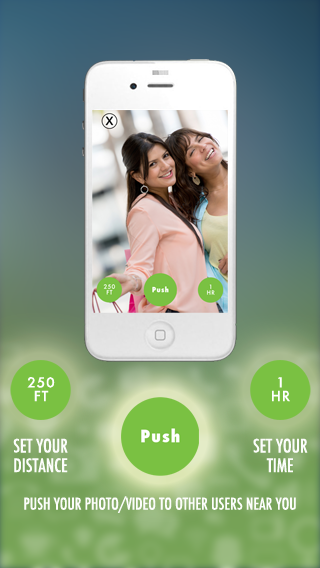 X
250
FT
Push
1
HR
250
FT
1
HR
Push
SET YOUR
DISTANCE
SET YOUR
TIME
PUSH YOUR PHOTO/VIDEO TO OTHER USERS NEAR YOU